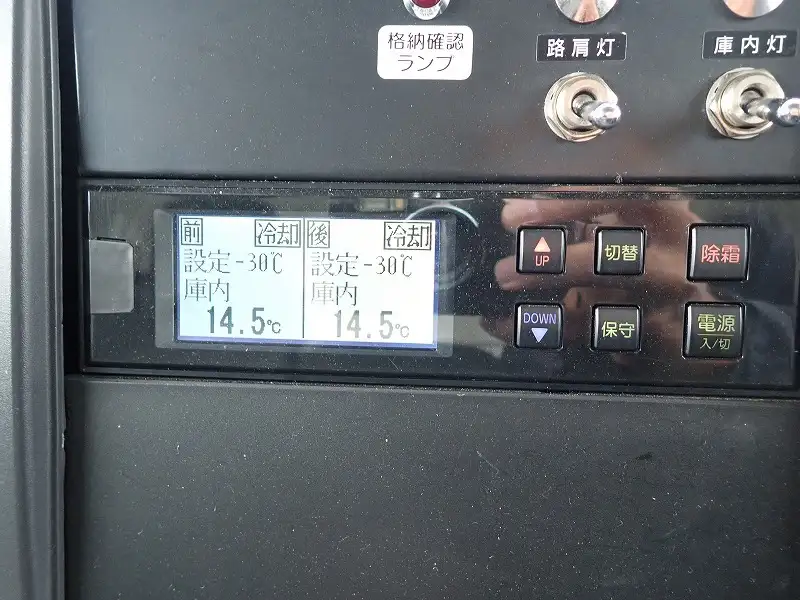 格納確認
ランプ
路肩灯
庫内灯
前 冷却
設定-30℃
庫内
14.5℃
後 冷却
設定-30℃
庫内
14.5℃
UP
切替
除霜
DOWN
保守
電源
入/切